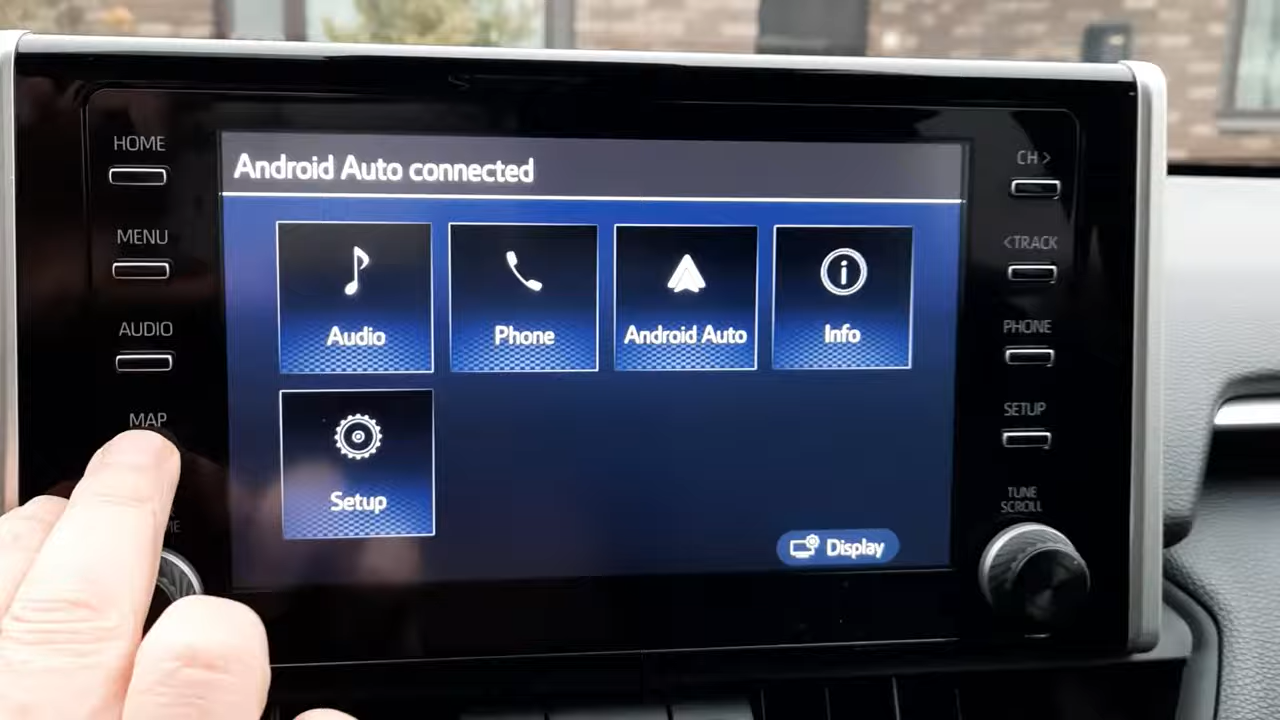 HOME
MENU
AUDIO
MAP
Android Auto connected
Audio
Phone
Android Auto
Info
Setup
Display
CH>
<TRACK
PHONE
SETUP
TUNE
SCROLL